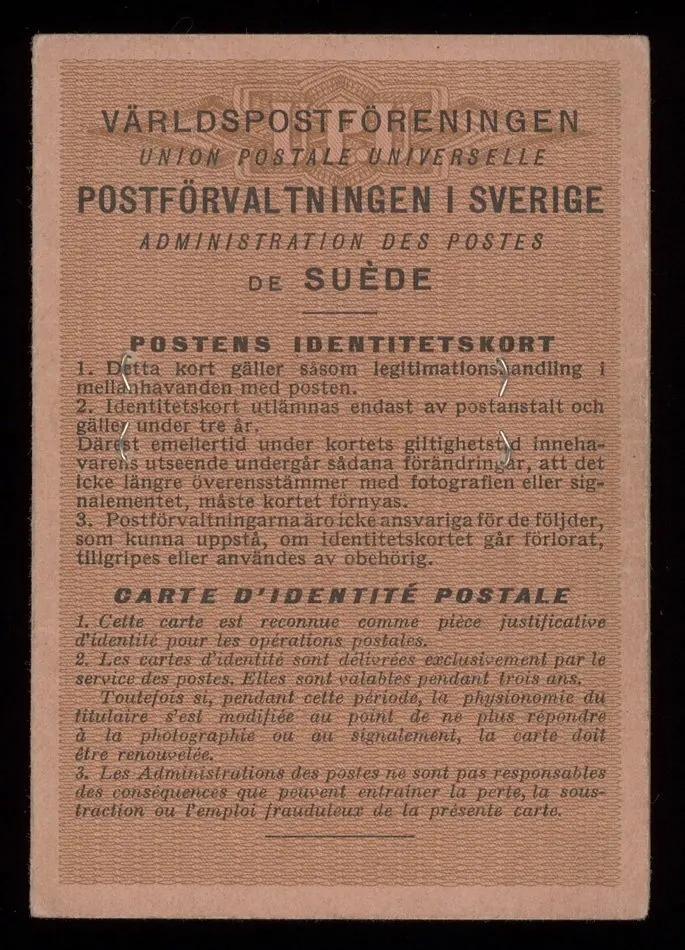 VÄRLDSPOSTFÖRENINGEN
UNION POSTALE UNIVERSELLE
POSTFÖRVALTNINGEN I SVERIGE
ADMINISTRATION DES POSTES
DE SUÈDE
POSTENS IDENTITETSKORT
1. Detta kort gäller såsom legitimationshandling i
mellanhavanden med posten.
2. Identitetskort utlämnas endast av postanstalt och
gäller under tre år.
Därest emellertid under kortets giltighetstid inneha-
varens utseende undergår sådana förändringar, att det
icke längre överensstämmer med fotografien eller sig-
nalementet, måste kortet förnyas.
3. Postförvaltningarna äro icke ansvariga för de följder,
som kunna uppstå, om identitetskortet går förlorat,
tillgripes eller användes av obehörig.
CARTE D'IDENTITÉ POSTALE
1. Cette carte est reconnue comme pièce justificative
d'identité pour les opérations postales.
2. Les cartes d'identité sont délivrées exclusivement par le
service des postes. Elles sont valables pendant trois ans.
Toutefois si, pendant cette période, la physionomie du
titulaire s'est modifiée au point de ne plus répondre
à la photographie ou au signalement, la carte doit
être renouvelée.
3. Les Administrations des postes ne sont pas responsables
des conséquences que peuvent entraîner la perte, la sous-
traction ou l'emploi frauduleux de la présente carte.